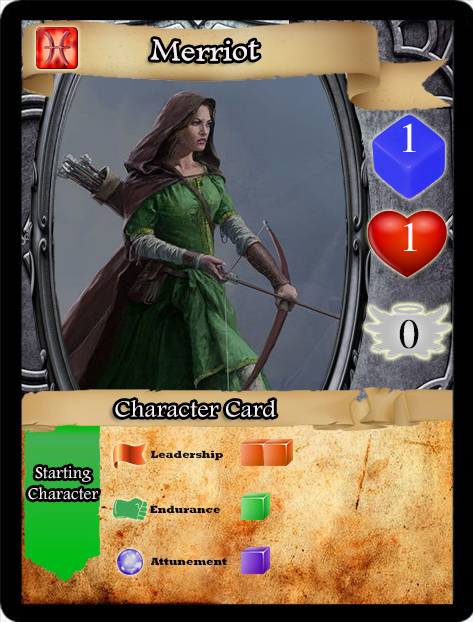 Merriot
1
1
0
Character Card
Starting
Character
Leadership
Endurance
Attunement